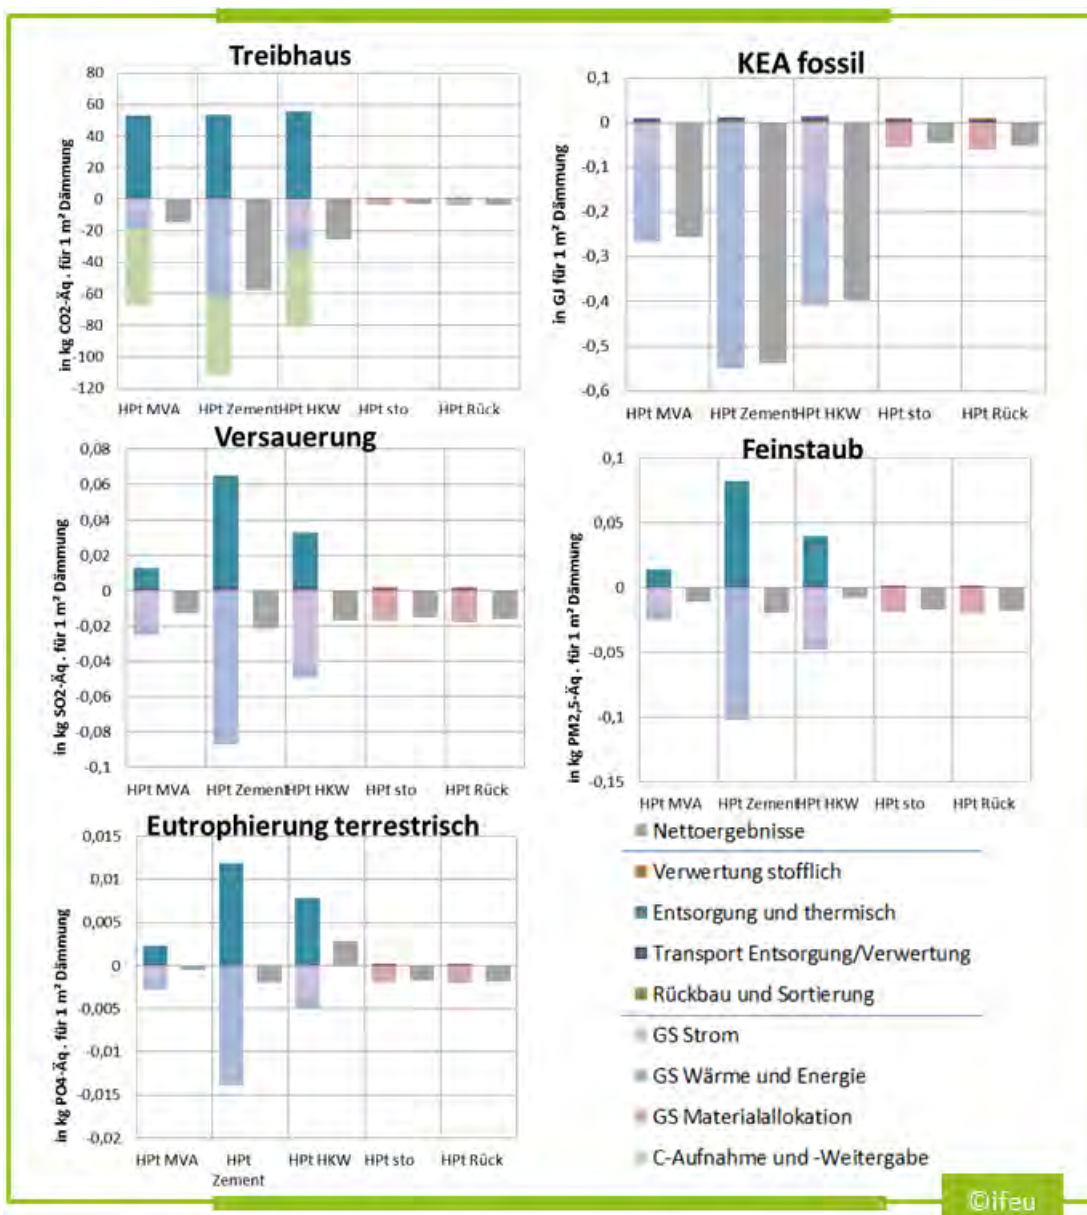 Treibhaus
in kg CO2-Äq. für 1 m² Dämmung
80
60
40
20
0
-20
-40
-60
-80
-100
-120
HPt MVA HPt Zement HPt HKW HPt sto HPt Rück
KEA fossil
in GJ für 1 m² Dämmung
0,1
0
-0,1
-0,2
-0,3
-0,4
-0,5
-0,6
HPt MVA HPt Zement HPt HKW HPt sto HPt Rück
Versauerung
in kg SO2-Äq. für 1 m² Dämmung
0,08
0,06
0,04
0,02
0
-0,02
-0,04
-0,06
-0,08
-0,1
HPt MVA HPt Zement HPt HKW HPt sto HPt Rück
Feinstaub
in kg PM2,5-Äq. für 1 m² Dämmung
0,1
0,05
0
-0,05
-0,1
-0,15
HPt MVA HPt Zement HPt HKW HPt sto HPt Rück
Eutrophierung terrestrisch
in kg PO4-Äq. für 1 m² Dämmung
0,015
0,01
0,005
0
-0,005
-0,01
-0,015
-0,02
HPt MVA HPt HPt HKW HPt sto HPt Rück
Zement
Nettoergebnisse
Verwertung stofflich
Entsorgung und thermisch
Transport Entsorgung/Verwertung
Rückbau und Sortierung
GS Strom
GS Wärme und Energie
GS Materialallokation
C-Aufnahme und -Weitergabe
©ifeu